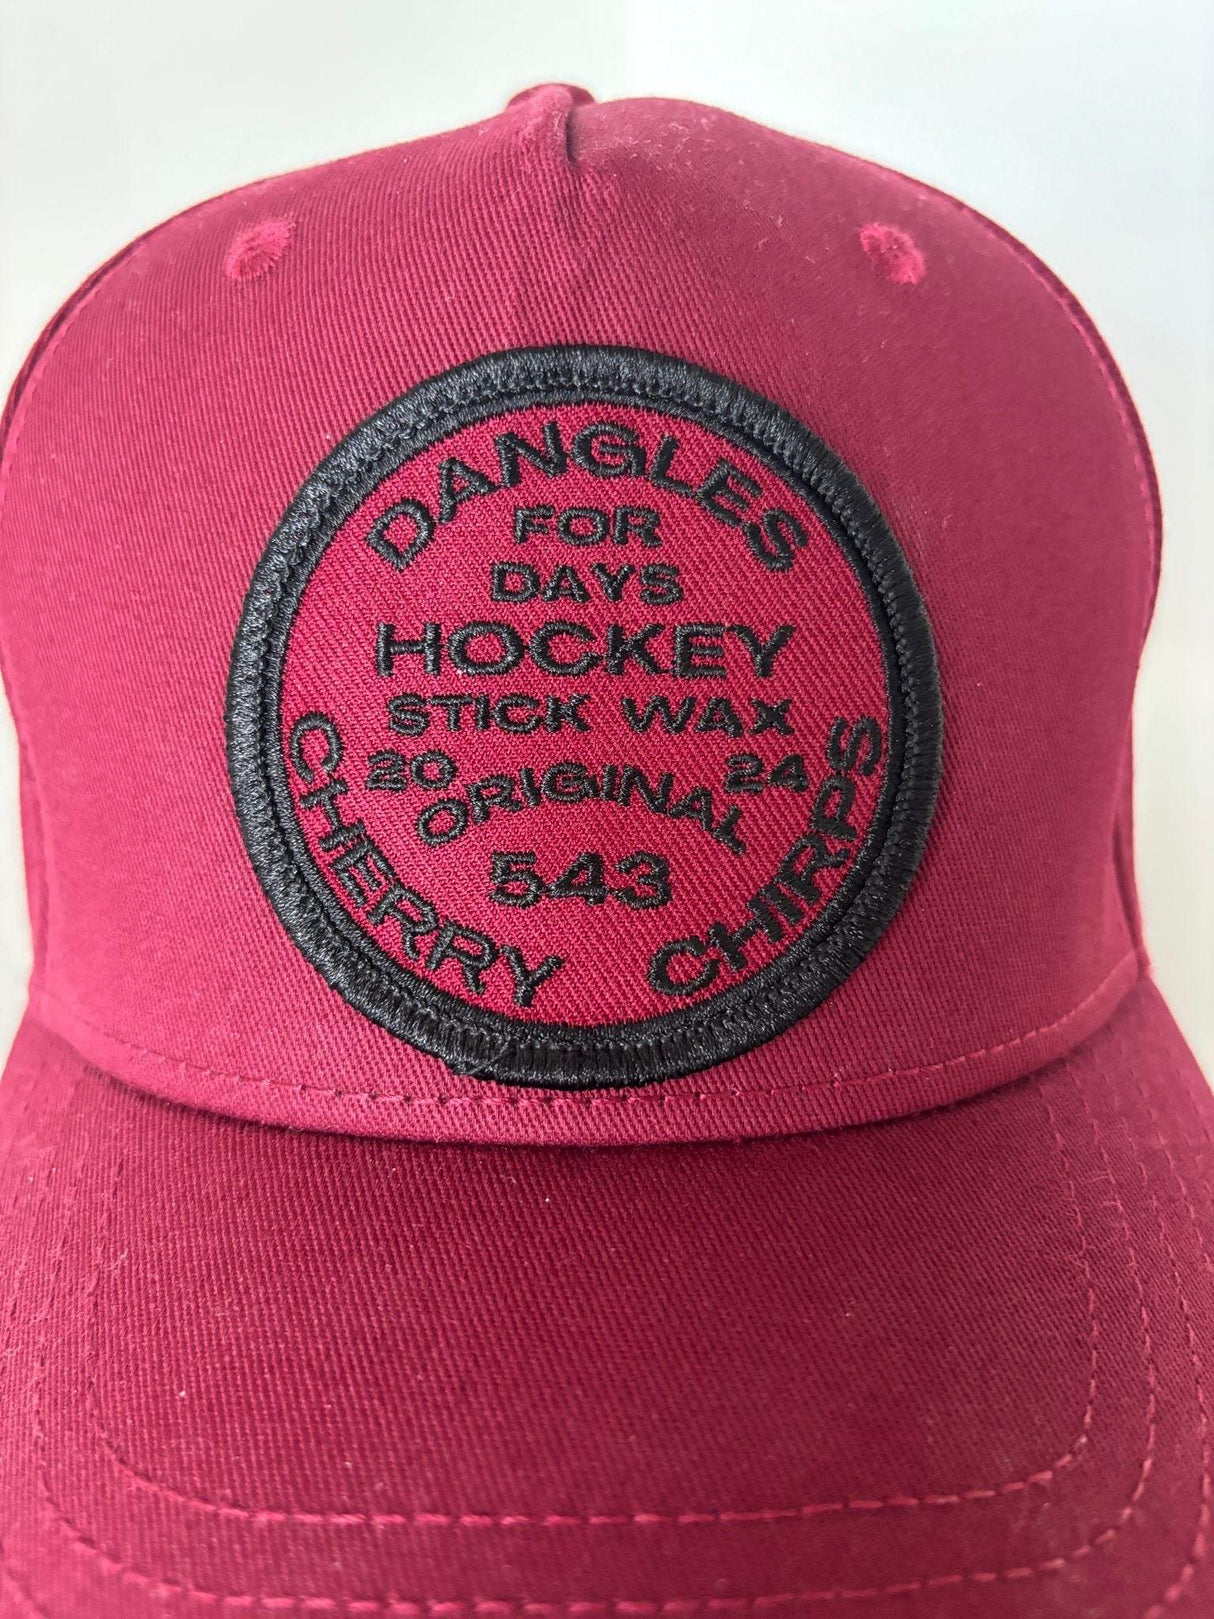 DANGLES
FOR
DAYS
HOCKEY
STICK WAX
20 ORIGINAL 24
543
CHERRY CHIRPS